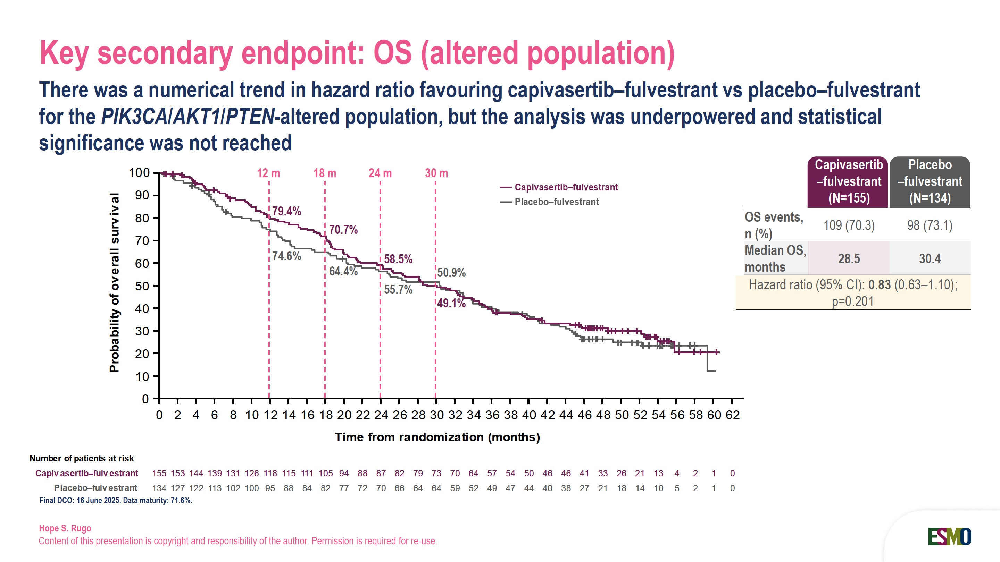 Key secondary endpoint: OS (altered population)
There was a numerical trend in hazard ratio favouring capivasertib–fulvestrant vs placebo–fulvestrant
for the PIK3CA/AKT1/PTEN-altered population, but the analysis was underpowered and statistical
significance was not reached
Capivasertib
–fulvestrant
(N=155)
Placebo
–fulvestrant
(N=134)
OS events,
n (%)
109 (70.3)
98 (73.1)
Median OS,
months
28.5
30.4
Hazard ratio (95% CI): 0.83 (0.63–1.10);
p=0.201
Probability of overall survival
100
90
80
70
60
50
40
30
20
10
0
12 m
18 m
24 m
30 m
Capivasertib–fulvestrant
Placebo–fulvestrant
79.4%
74.6%
70.7%
64.4%
58.5%
55.7%
50.9%
49.1%
0 2 4 6 8 10 12 14 16 18 20 22 24 26 28 30 32 34 36 38 40 42 44 46 48 50 52 54 56 58 60 62
Time from randomization (months)
Number of patients at risk
Capivasertib–fulvestrant 155 153 144 139 131 126 118 115 111 105 94 88 87 82 79 73 70 64 57 54 50 46 46 41 33 26 21 13 4 2 1 0
Placebo–fulvestrant 134 127 122 113 102 100 95 88 84 82 77 72 70 66 64 64 59 52 49 47 44 40 38 27 21 18 14 10 5 2 1 0
Final DCO: 16 June 2025. Data maturity: 71.6%.
Hope S. Rugo
Content of this presentation is copyright and responsibility of the author. Permission is required for re-use.
ESMO